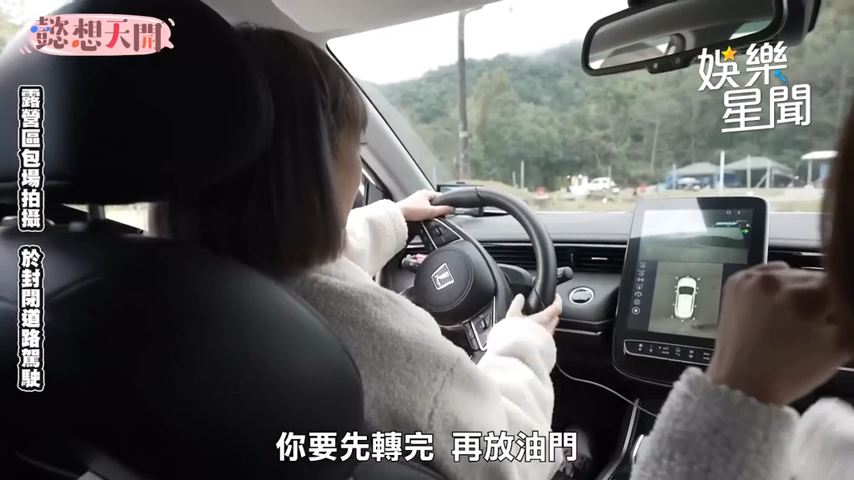 懿想天開
娛樂
星聞
露營區包場拍攝
於封閉道路駕駛
你要先轉完 再放油門